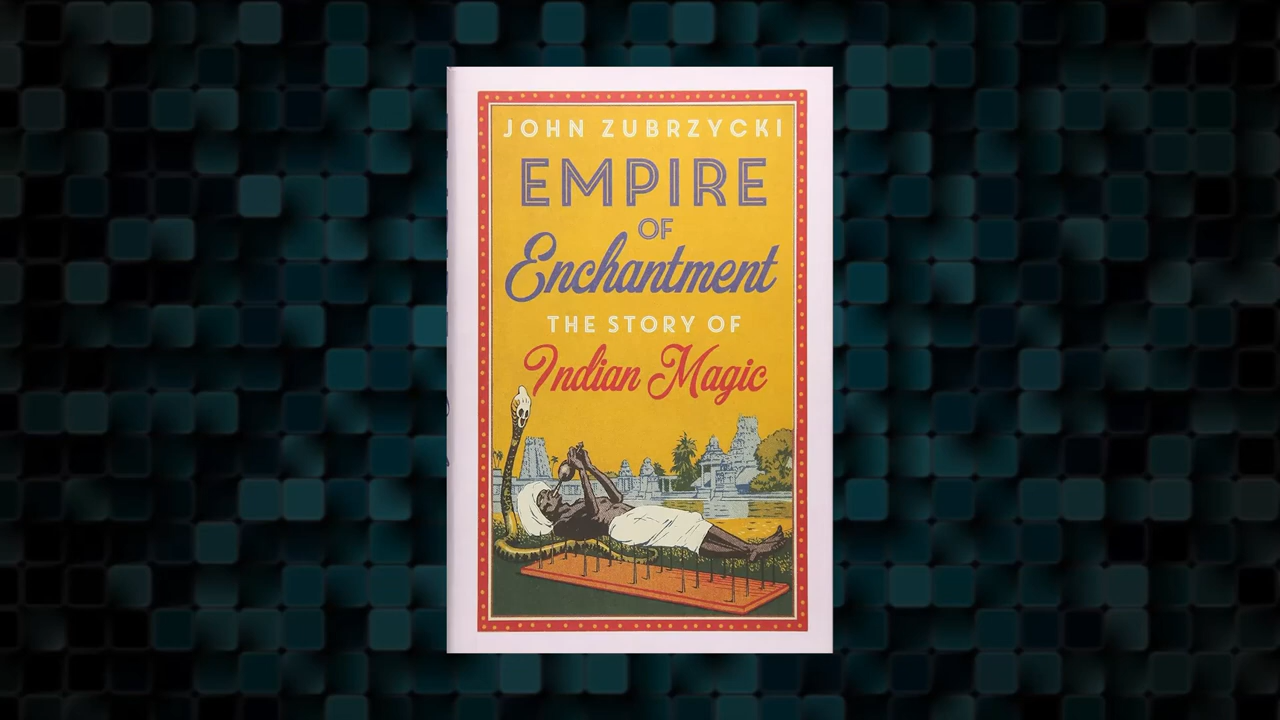 JOHN ZUBRZYCKI
EMPIRE
OF
Enchantment
THE STORY OF
Indian Magic